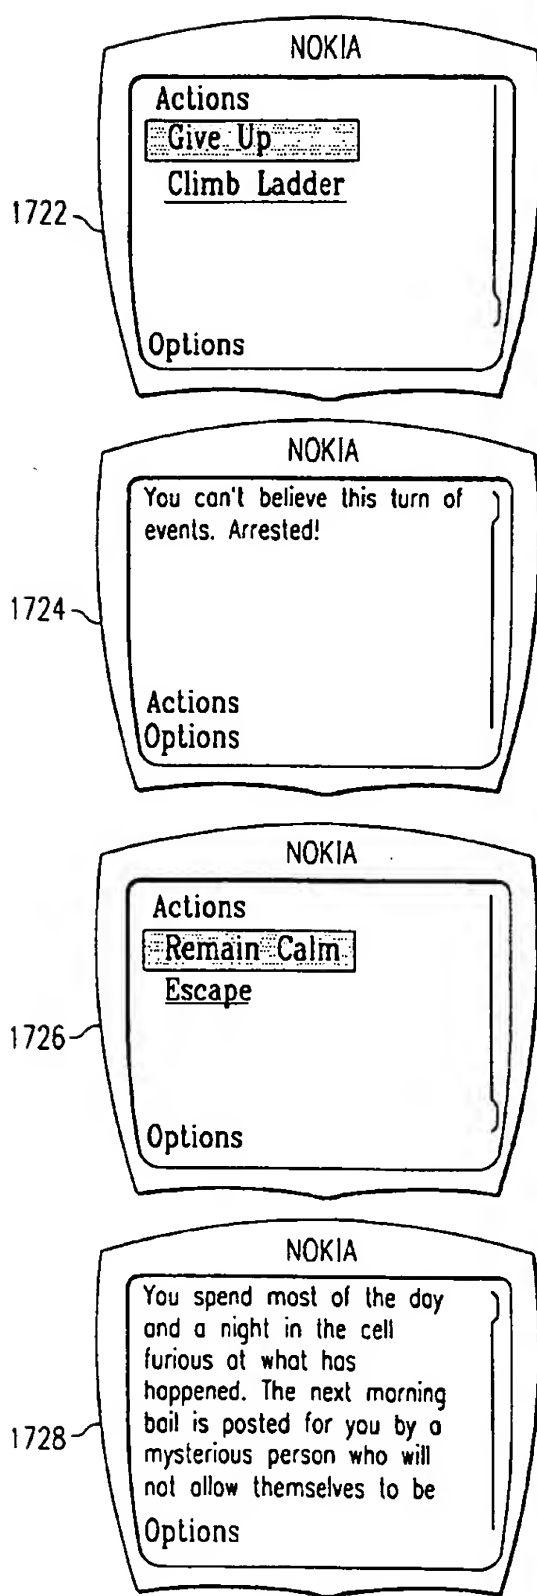 NOKIA
Actions
Give Up
Climb Ladder
1722
Options
NOKIA
You can't believe this turn of
events. Arrested!
1724
Actions
Options
NOKIA
Actions
Remain Calm
Escape
1726
Options
NOKIA
You spend most of the day
and a night in the cell
furious at what has
happened. The next morning
bail is posted for you by a
1728
mysterious person who will
not allow themselves to be
Options